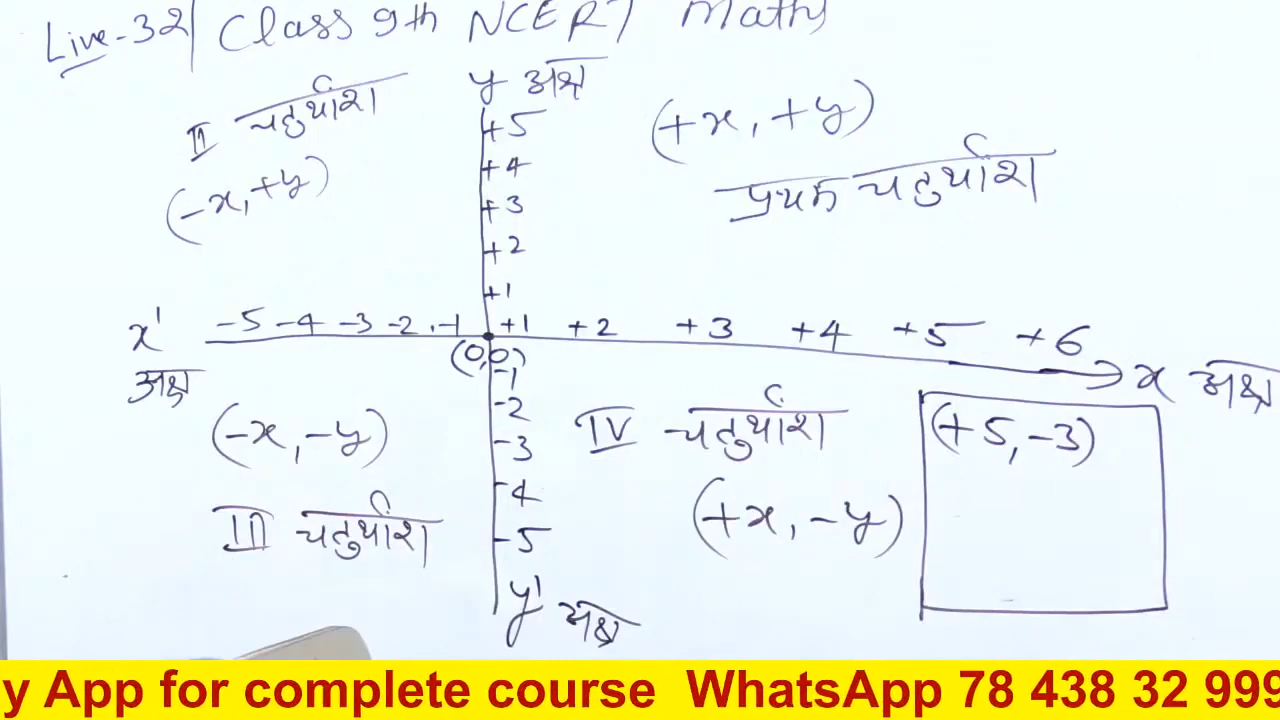 Live-32| Class 9th NCERT Maths
y अक्ष
II चतुर्थांश
(-x, +y)
(+x, +y)
प्रथम चतुर्थांश
+5
+4
+3
+2
+1
x' -5 -4 -3 -2 -1 +1 +2 +3 +4 +5 +6
अक्ष
(0,0)
x अक्ष
-1
-2
-3
-4
-5
(-x, -y)
III चतुर्थांश
IV चतुर्थांश
(+x, -y)
(+5, -3)
y' अक्ष
y App for complete course WhatsApp 78 438 32 999